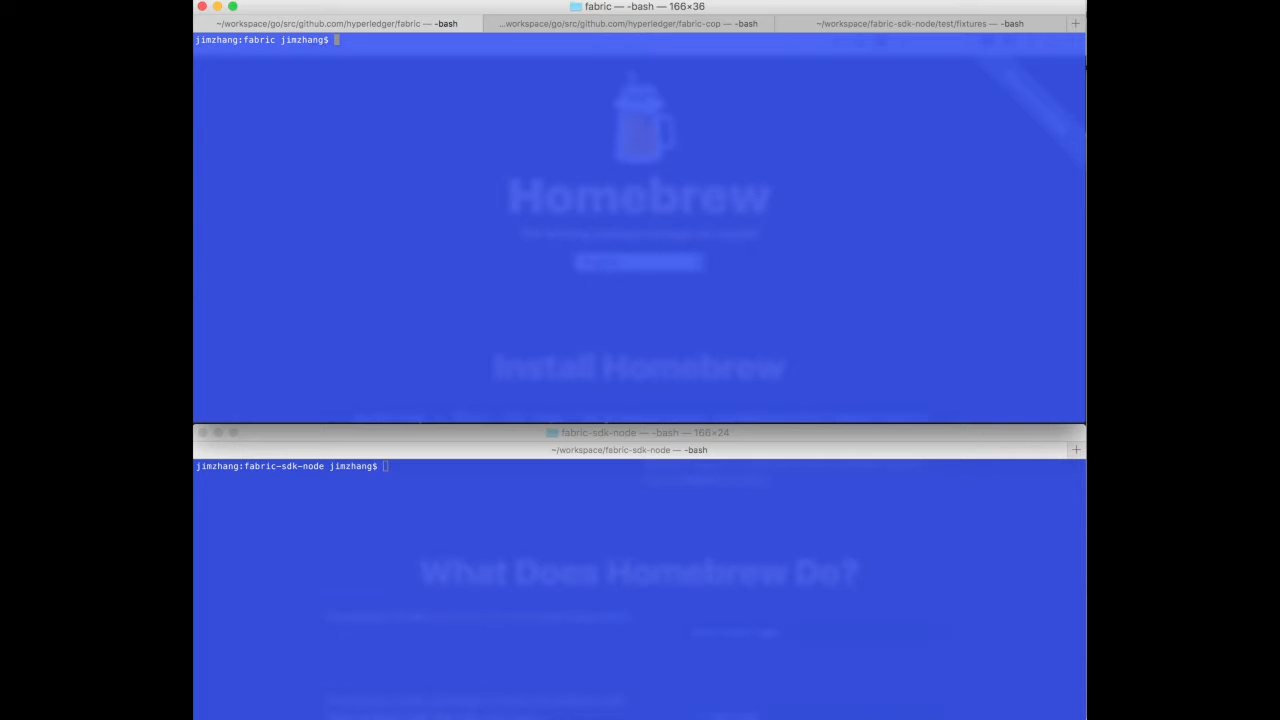 fabric — -bash — 166×36
~/workspace/go/src/github.com/hyperledger/fabric — -bash
...workspace/go/src/github.com/hyperledger/fabric-cop — -bash
~/workspace/fabric-sdk-node/test/fixtures — -bash
jimzhang:fabric jimzhang$
Homebrew
Install Homebrew
fabric-sdk-node — -bash — 166×24
~/workspace/fabric-sdk-node — -bash
jimzhang:fabric-sdk-node jimzhang$
What Does Homebrew Do?